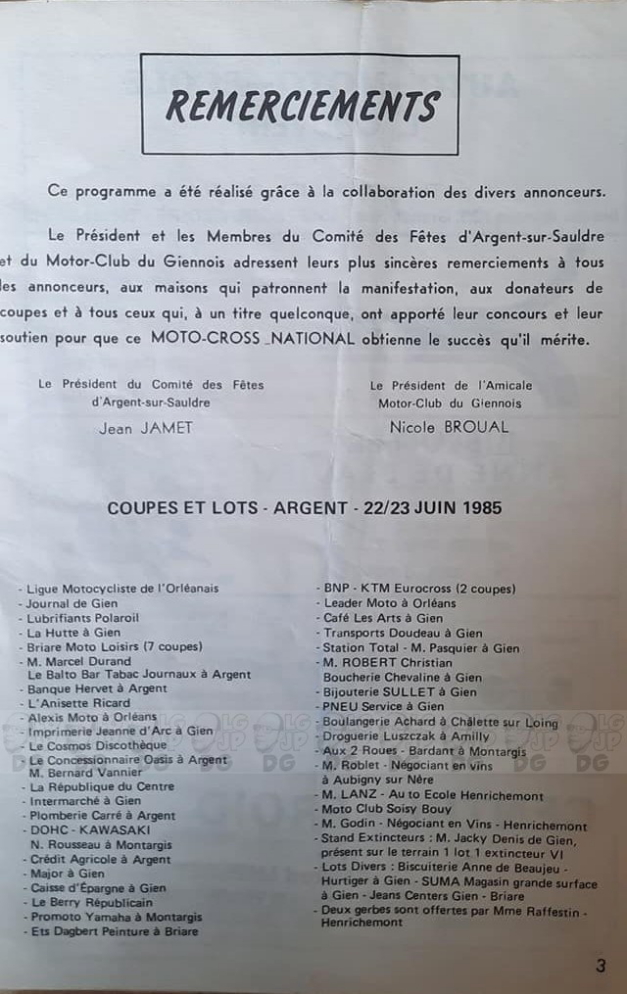 REMERCIEMENTS
Ce programme a été réalisé grâce à la collaboration des divers annonceurs.
Le Président et les Membres du Comité des Fêtes d'Argent-sur-Sauldre
et du Motor-Club du Giennois adressent leurs plus sincères remerciements à tous
les annonceurs, aux maisons qui patronnent la manifestation, aux donateurs de
coupes et à tous ceux qui, à un titre quelconque, ont apporté leur concours et leur
soutien pour que ce MOTO-CROSS_NATIONAL obtienne le succès qu'il mérite.
Le Président du Comité des Fêtes
d'Argent-sur-Sauldre
Jean JAMET
Le Président de l'Amicale
Motor-Club du Giennois
Nicole BROUAL
COUPES ET LOTS - ARGENT - 22/23 JUIN 1985
- Ligue Motocycliste de l'Orléanais
- Journal de Gien
- Lubrifiants Polaroil
- La Hutte à Gien
- Briare Moto Loisirs (7 coupes)
- M. Marcel Durand
Le Balto Bar Tabac Journaux à Argent
- Banque Hervet à Argent
- L'Anisette Ricard
- Alexis Moto à Orléans
- Imprimerie Jeanne d'Arc à Gien
- Le Cosmos Discothèque
- Le Concessionnaire Oasis à Argent
M. Bernard Vannier
- La République du Centre
- Intermarché à Gien
- Plomberie Carré à Argent
- DOHC - KAWASAKI
N. Rousseau à Montargis
- Crédit Agricole à Argent
- Major à Gien
- Caisse d'Épargne à Gien
- Le Berry Républicain
- Promoto Yamaha à Montargis
- Ets Dagbert Peinture à Briare
- BNP - KTM Eurocross (2 coupes)
- Leader Moto à Orléans
- Café Les Arts à Gien
- Transports Doudeau à Gien
- Station Total - M. Pasquier à Gien
- M. ROBERT Christian
Boucherie Chevaline à Gien
- Bijouterie SULLET à Gien
- PNEU Service à Gien
- Boulangerie Achard à Châlette sur Loing
- Droguerie Luszczak à Amilly
- Aux 2 Roues - Bardant à Montargis
- M. Roblet - Négociant en vins
à Aubigny sur Nère
- M. LANZ - Auto Ecole Henrichemont
- Moto Club Soisy Bouy
- M. Godin - Négociant en Vins - Henrichemont
- Stand Extincteurs : M. Jacky Denis de Gien,
présent sur le terrain 1 lot 1 extincteur VI
- Lots Divers : Biscuiterie Anne de Beaujeu -
Hurtiger à Gien - SUMA Magasin grande surface
à Gien - Jeans Centers Gien - Briare
- Deux gerbes sont offertes par Mme Raffestin -
Henrichemont
3